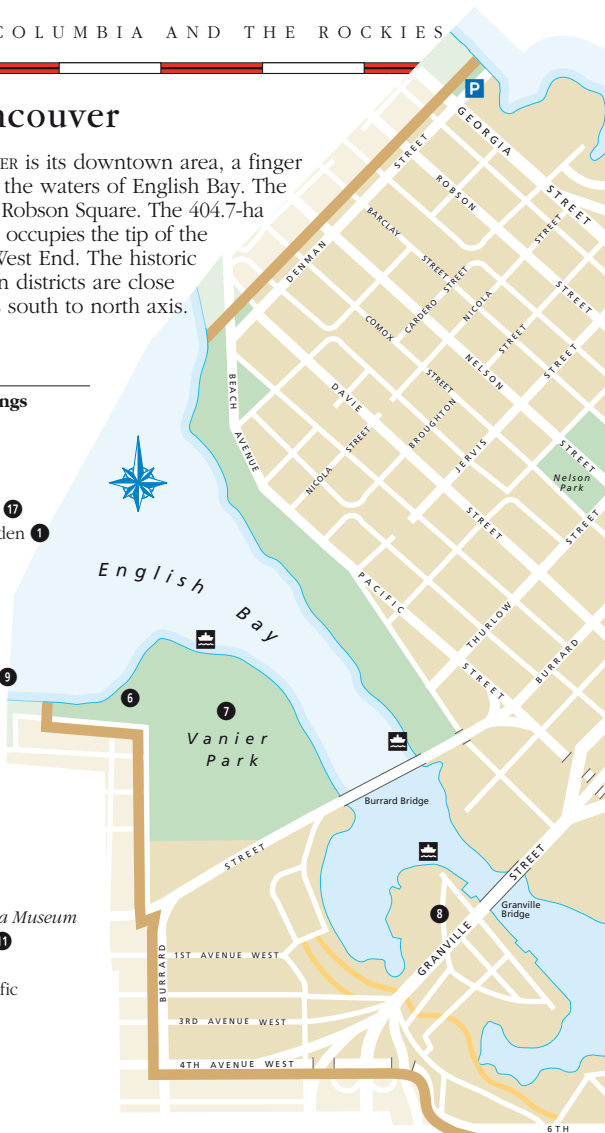 COLUMBIA AND THE ROCKIES
ncouver
ER is its downtown area, a finger
the waters of English Bay. The
Robson Square. The 404.7-ha
occupies the tip of the
West End. The historic
n districts are close
s south to north axis.
ngs
17
den 1
9
a Museum
11
fic
P
GEORGIA STREET
DENMAN STREET
ROBSON STREET
BARCLAY STREET
COMOX STREET
CARDERO STREET
NICOLA STREET
NELSON STREET
BEACH AVENUE
DAVIE STREET
NICOLA STREET
BROUGHTON
JERVIS STREET
Nelson
Park
PACIFIC STREET
THURLOW STREET
BURRARD
English Bay
6
7
Vanier
Park
Burrard Bridge
BURRARD STREET
8
GRANVILLE STREET
Granville
Bridge
1ST AVENUE WEST
3RD AVENUE WEST
4TH AVENUE WEST
6TH